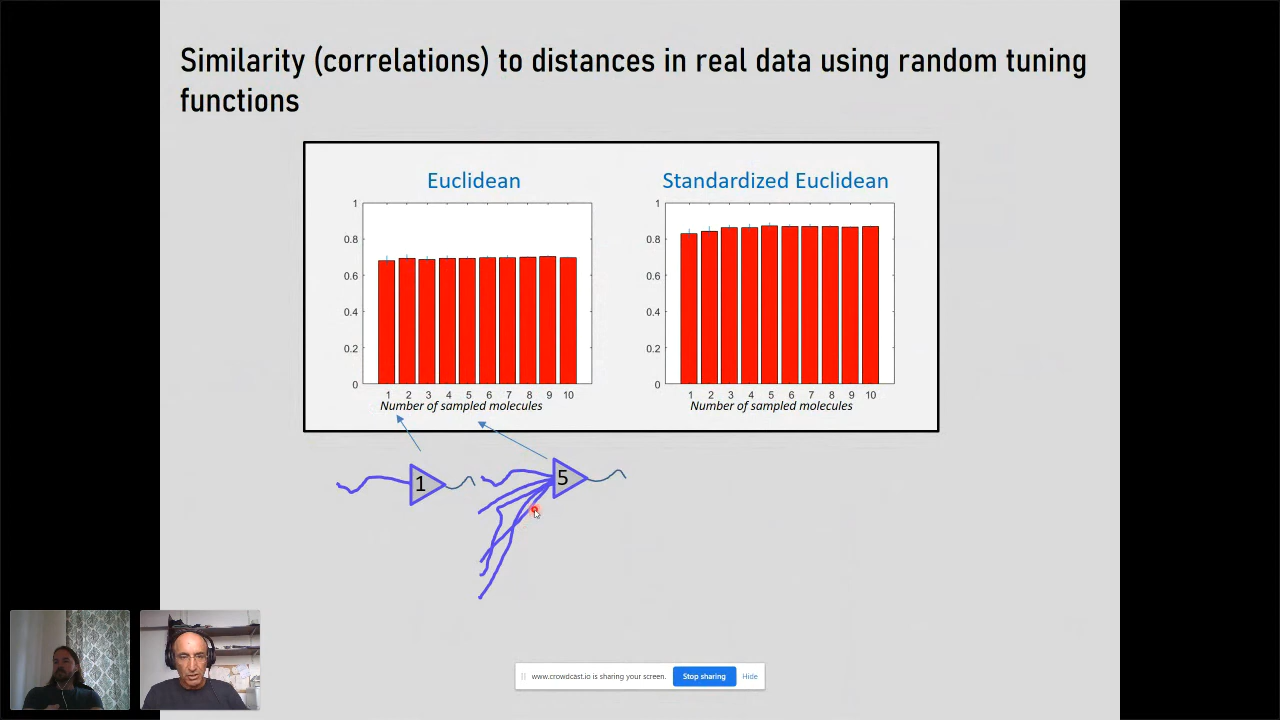 Similarity (correlations) to distances in real data using random tuning
functions
Euclidean
1
0.8
0.6
0.4
0.2
0
1 2 3 4 5 6 7 8 9 10
Number of sampled molecules
Standardized Euclidean
1
0.8
0.6
0.4
0.2
0
1 2 3 4 5 6 7 8 9 10
Number of sampled molecules
1
5
www.crowdcast.io is sharing your screen.
Stop sharing
Hide